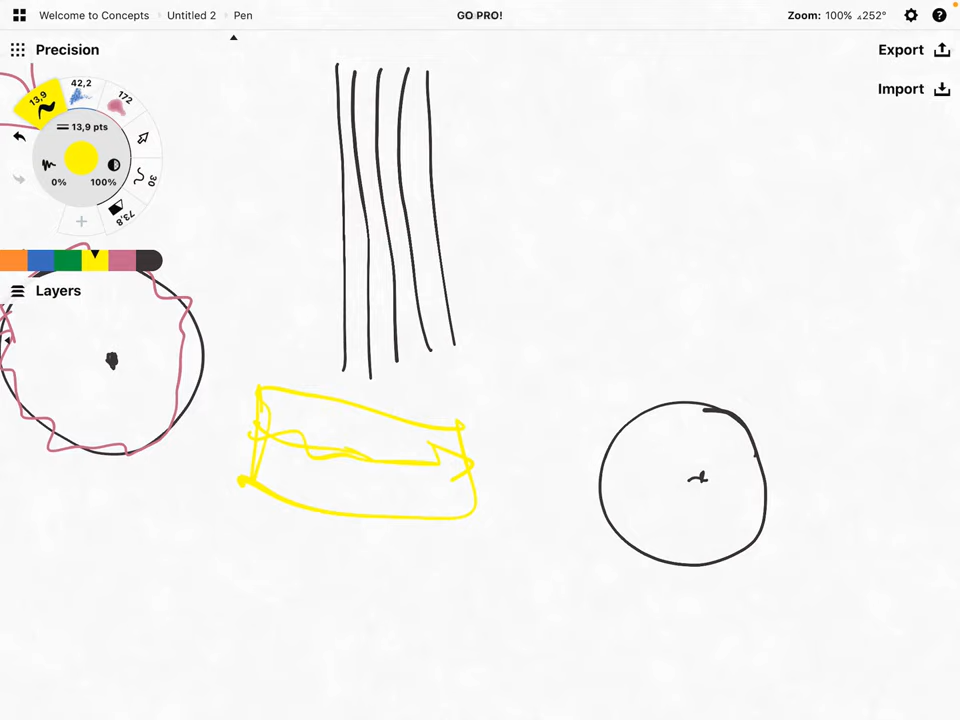 Welcome to Concepts Untitled 2 Pen GO PRO! Zoom: 100% ⊿252°
Precision Export
Import
13,9 42,2 172
13,9 pts
0% 100%
30
73,8
Layers